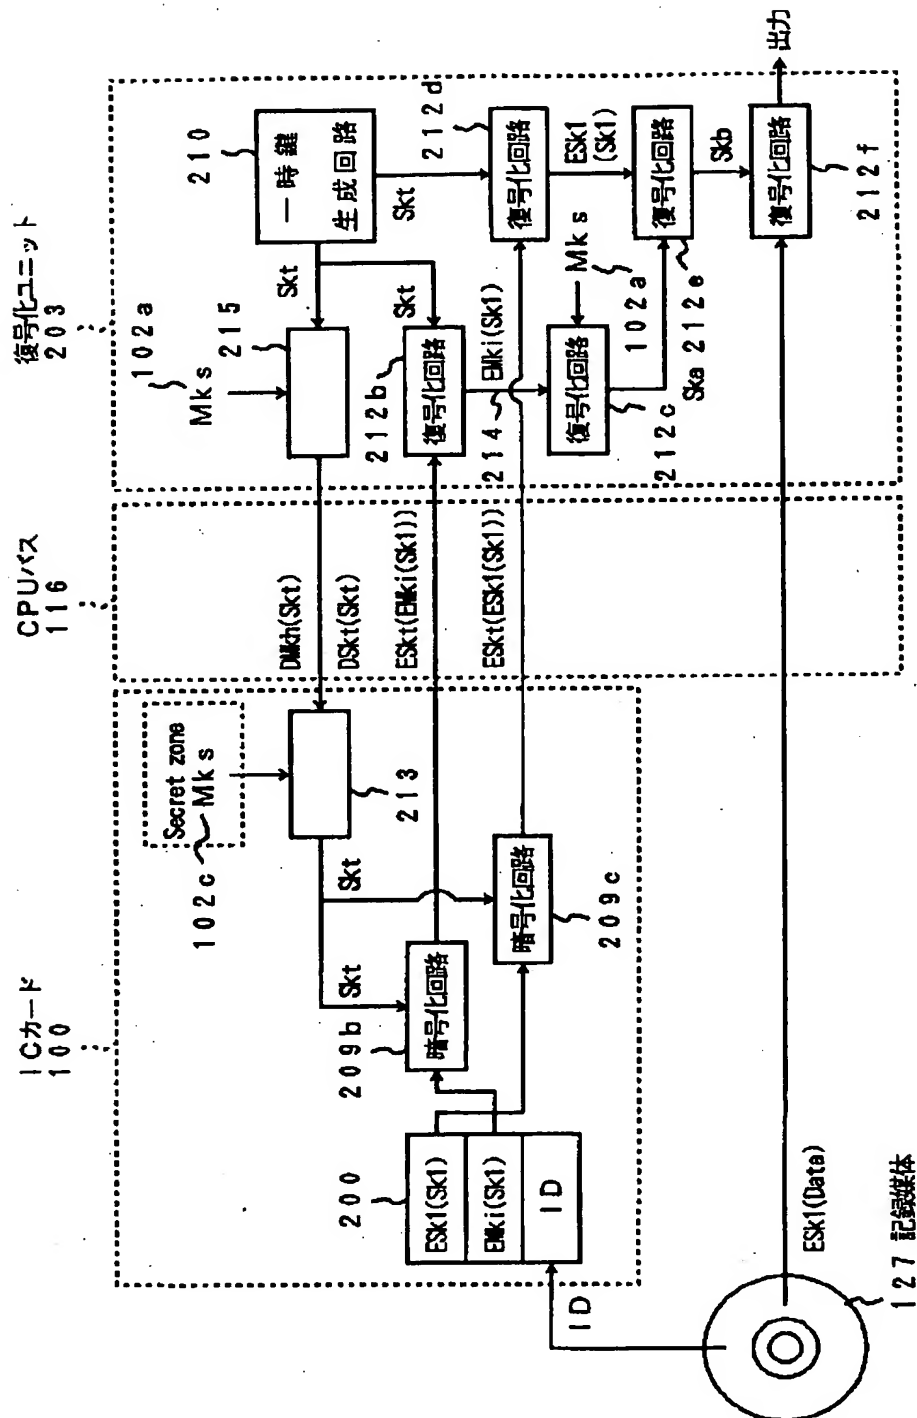 ICカード
100
CPUバス
116
復号化ユニット
203
Secret zone
102c
Mks
213
102a
Mks
215
210
一時鍵
生成回路
Skt
Skt
DMkh(Skt)
DSkt(Skt)
Skt
Skt
209b
暗号化回路
ESkt(EMki(Sk1))
212b
復号化回路
Skt
212d
復号化回路
200
ESk1(Sk1)
EMki(Sk1)
ID
暗号化回路
209c
ESkt(ESk1(Sk1))
214
EMki(Sk1)
Mks
102a
復号化回路
212c
ESk1
(Sk1)
復号化回路
212e
Ska
Skb
復号化回路
212f
出力
ID
ESk1(Data)
127 記録媒体